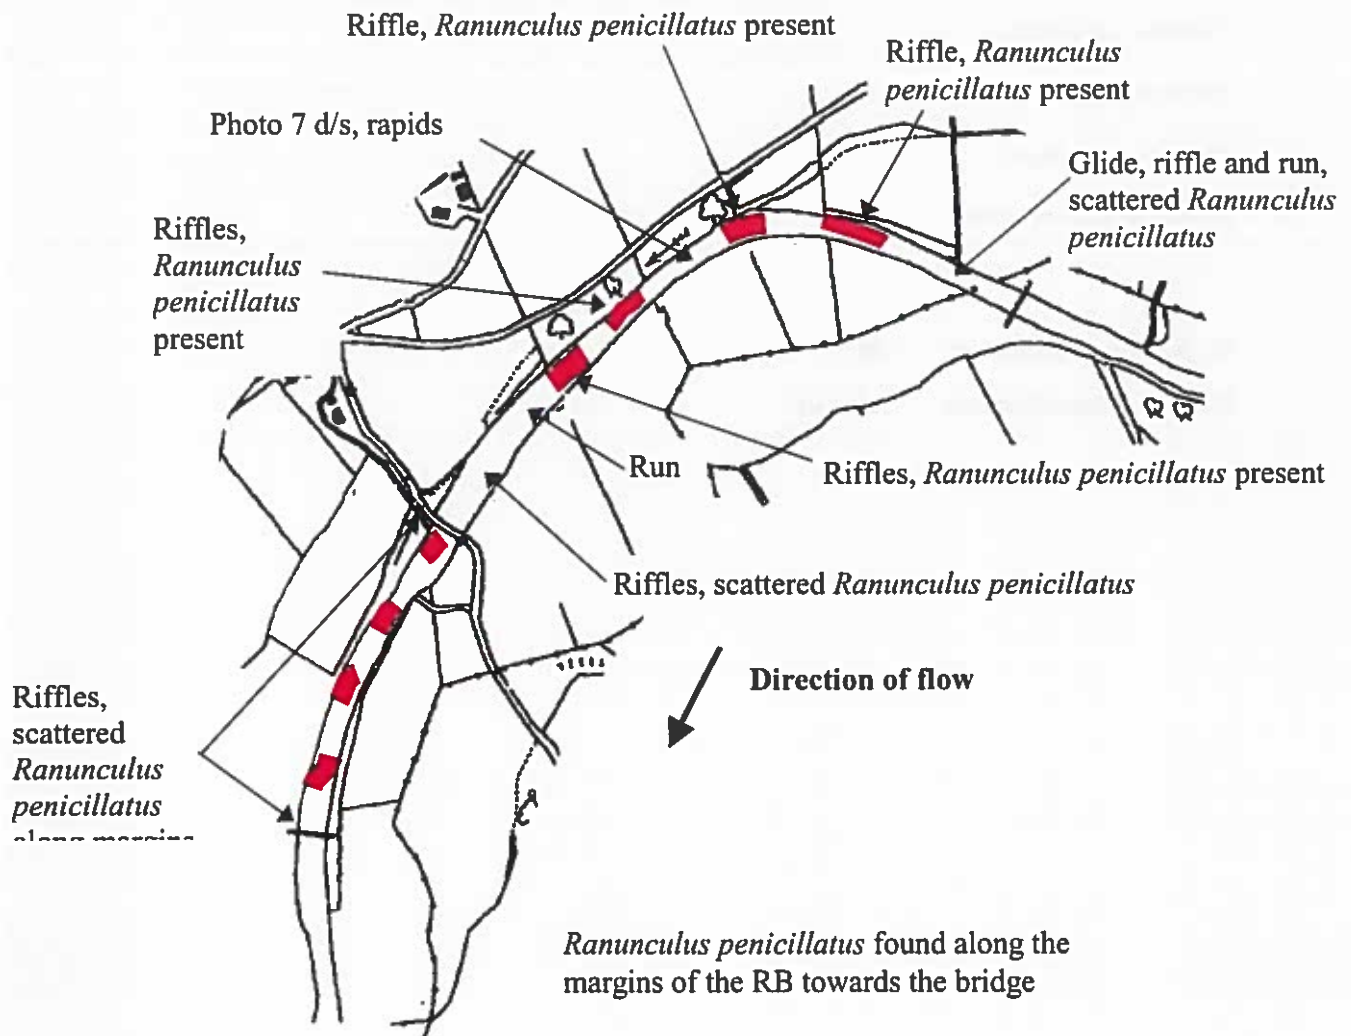 Riffle, Ranunculus penicillatus present
Riffle, Ranunculus
penicillatus present
Photo 7 d/s, rapids
Glide, riffle and run,
scattered Ranunculus
penicillatus
Riffles,
Ranunculus
penicillatus
present
Run
Riffles, Ranunculus penicillatus present
Riffles, scattered Ranunculus penicillatus
Direction of flow
Riffles,
scattered
Ranunculus
penicillatus
along margins
Ranunculus penicillatus found along the
margins of the RB towards the bridge